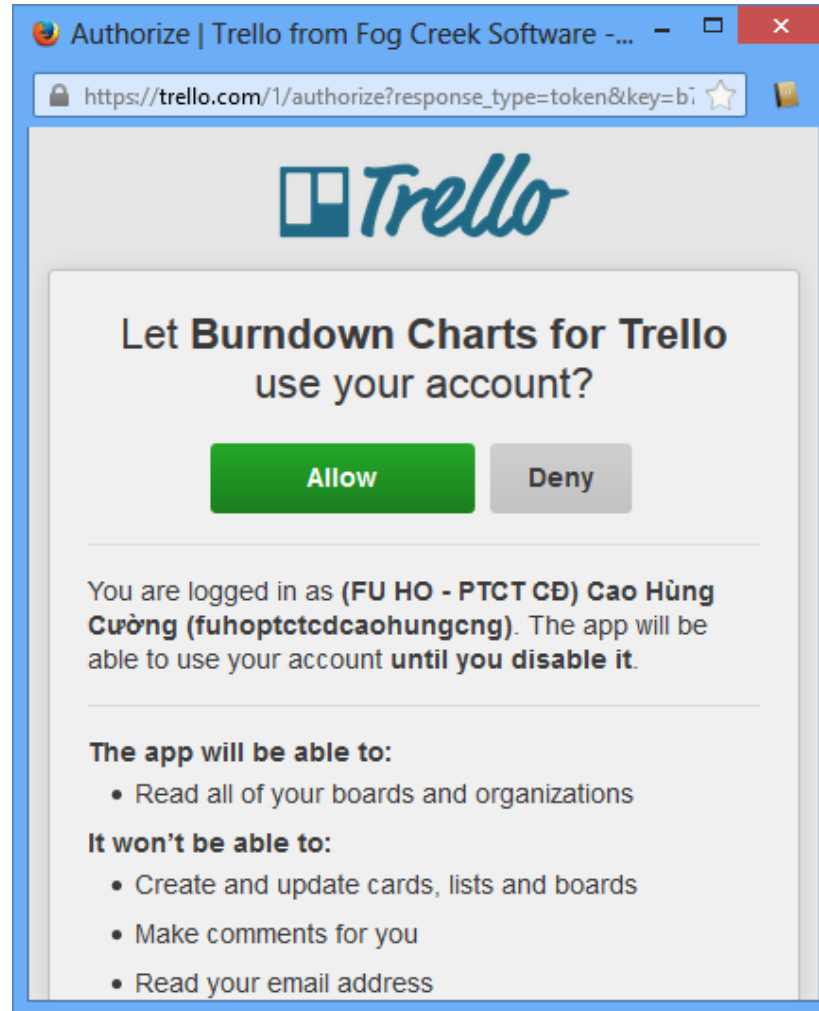 Authorize | Trello from Fog Creek Software -...
https://trello.com/1/authorize?response_type=token&key=b7
Trello
Let Burndown Charts for Trello
use your account?
Allow
Deny
You are logged in as (FU HO - PTCT CĐ) Cao Hùng
Cường (fuhoptctcdcaohungcng). The app will be
able to use your account until you disable it.
The app will be able to:
• Read all of your boards and organizations
It won't be able to:
• Create and update cards, lists and boards
• Make comments for you
• Read your email address